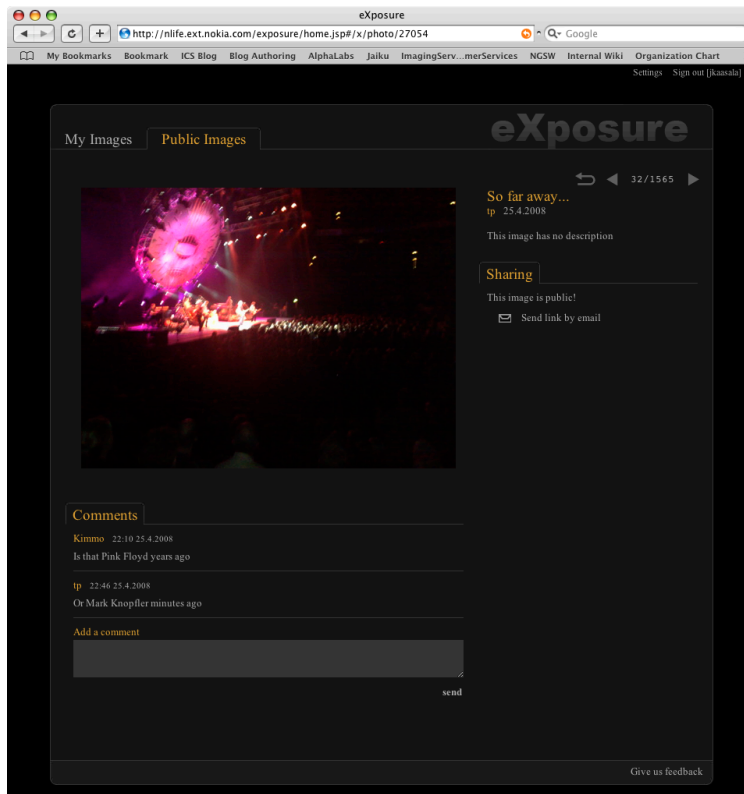 eXposure
http://nlife.ext.nokia.com/exposure/home.jsp#/x/photo/27054
Google
My Bookmarks Bookmark ICS Blog Blog Authoring AlphaLabs Jaiku ImagingServ...merServices NGSW Internal Wiki Organization Chart
Settings Sign out [jkaasala]
eXposure
My Images Public Images
32/1565
So far away...
tp 25.4.2008
This image has no description
Sharing
This image is public!
Send link by email
Comments
Kimmo 22:10 25.4.2008
Is that Pink Floyd years ago
tp 22:46 25.4.2008
Or Mark Knopfler minutes ago
Add a comment
send
Give us feedback